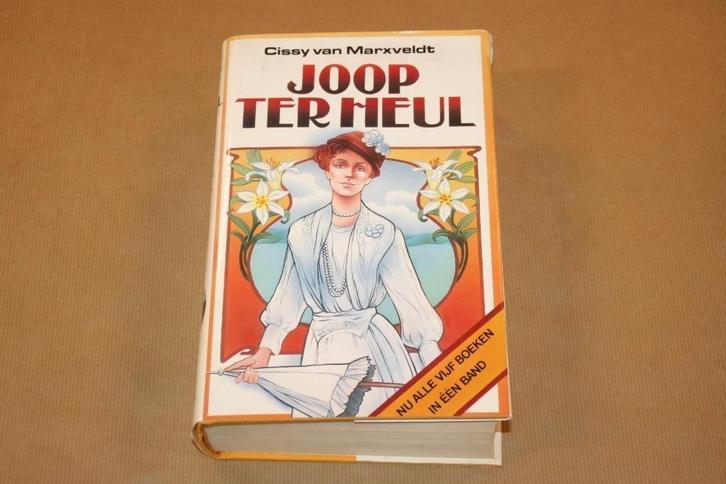 Cissy van Marxveldt
JOOP
TER HEUL
NU ALLE VIJF BOEKEN
IN ÉÉN BAND